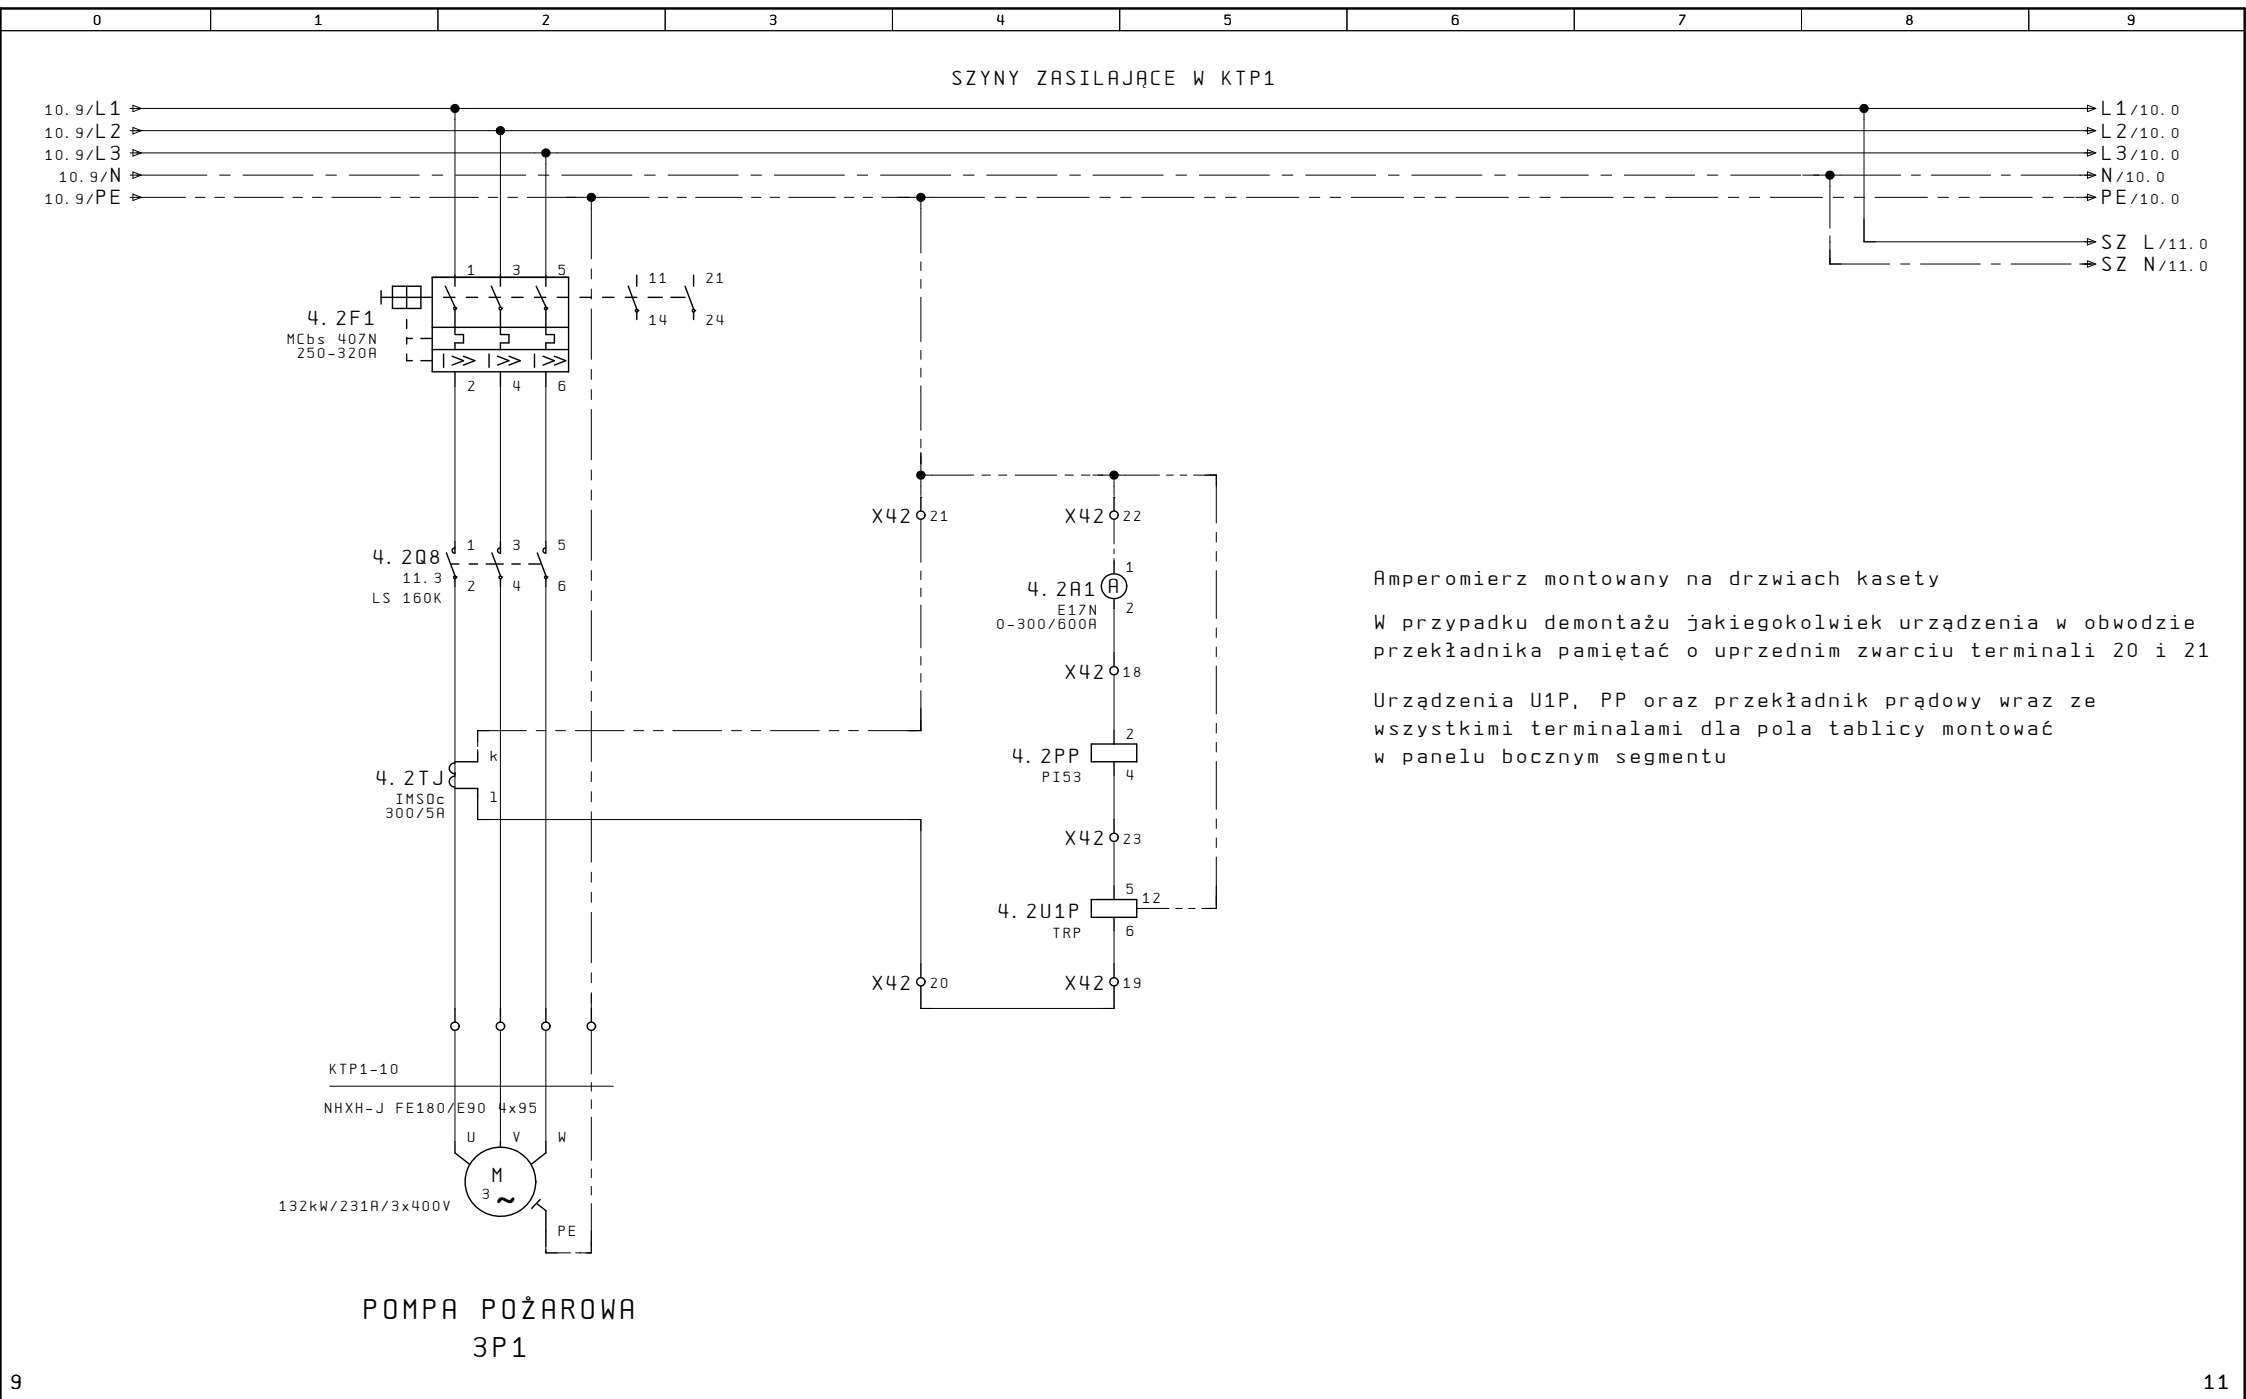 0 1 2 3 4 5 6 7 8 9
SZYNY ZASILAJĄCE W KTP1
10.9/L1
10.9/L2
10.9/L3
10.9/N
10.9/PE
L1/10.0
L2/10.0
L3/10.0
N/10.0
PE/10.0
SZ L/11.0
SZ N/11.0
1 3 5
11 21
14 24
4.2F1
MCbs 407N
250-320A
I>> I>> I>>
2 4 6
X42 21
X42 22
1 3 5
4.2Q8
11.3
LS 160K
2 4 6
1
4.2A1
A
E17N
0-300/600A
2
X42 18
Amperomierz montowany na drzwiach kasety
W przypadku demontażu jakiegokolwiek urządzenia w obwodzie
przekładnika pamiętać o uprzednim zwarciu terminali 20 i 21
Urządzenia U1P, PP oraz przekładnik prądowy wraz ze
wszystkimi terminalami dla pola tablicy montować
w panelu bocznym segmentu
k
4.2TJ
IMSOc
300/5A
l
2
4.2PP
PI53
4
X42 23
5
12
4.2U1P
TRP
6
X42 20
X42 19
KTP1-10
NHXH-J FE180/E90 4x95
U V W
M
3 ~
132kW/231A/3x400V
PE
POMPA POŻAROWA
3P1
9
11